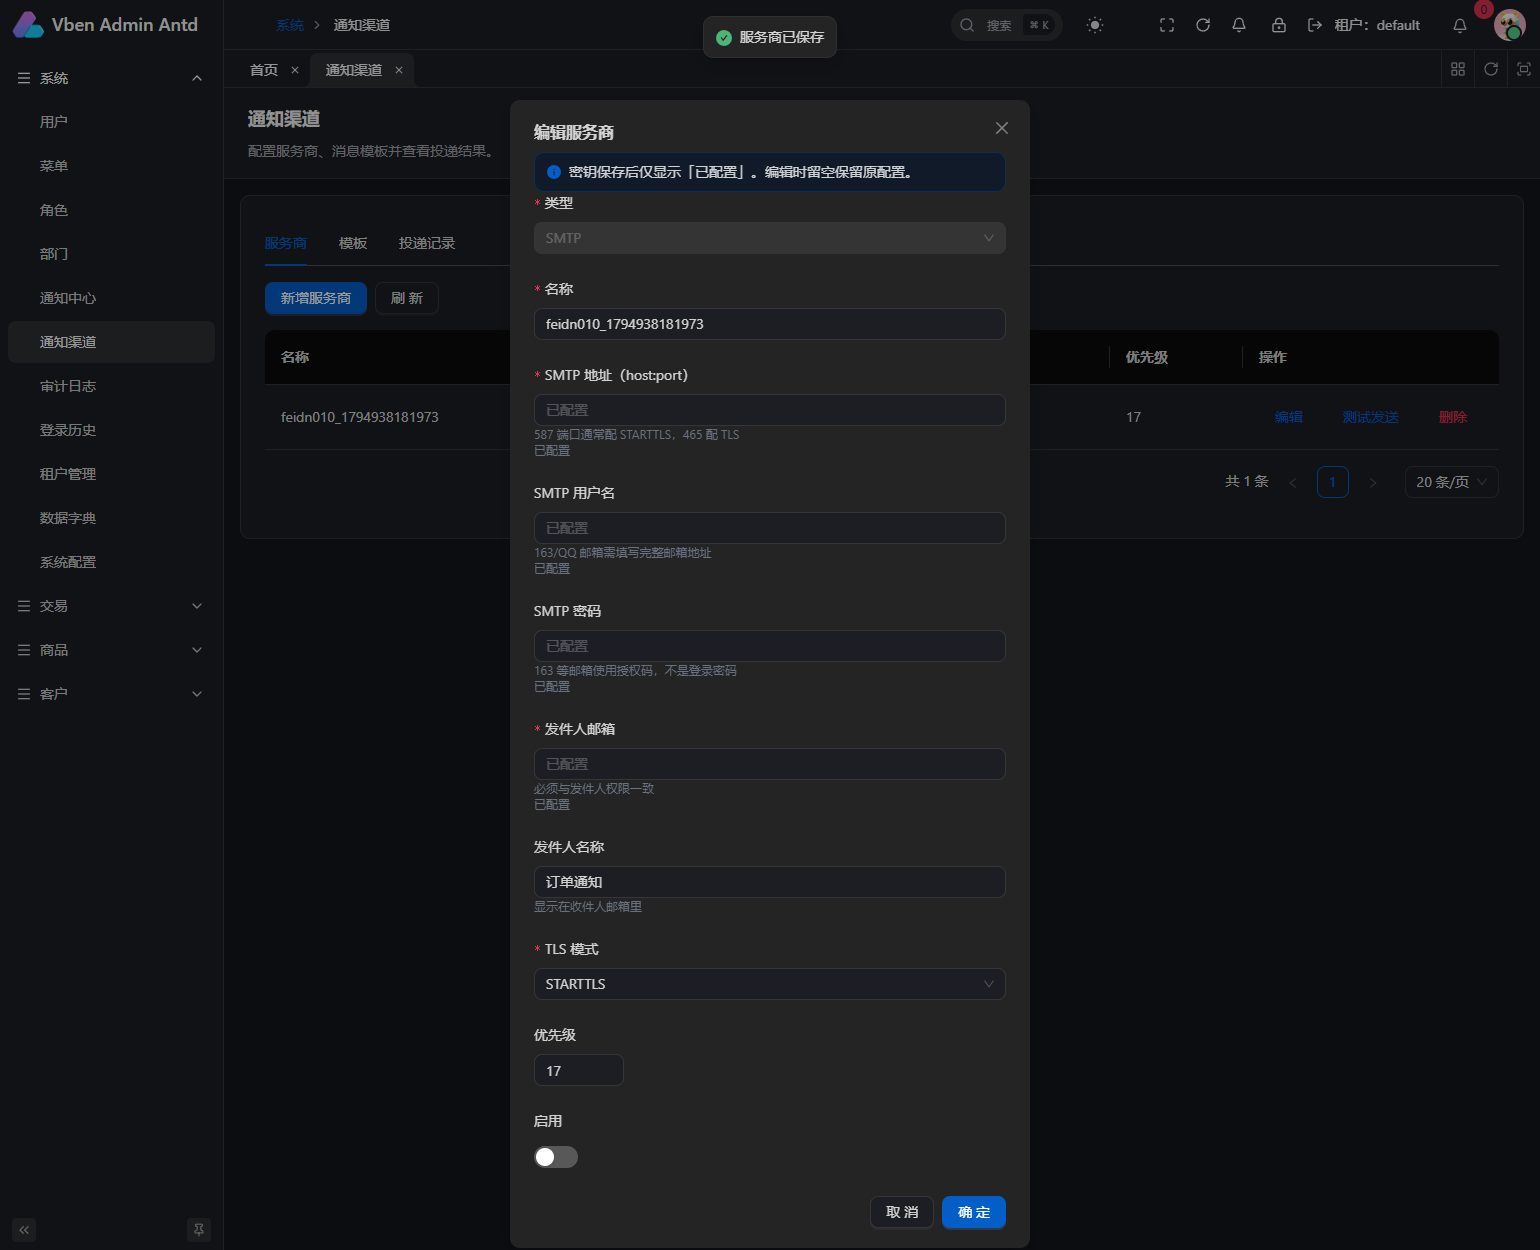 Vben Admin Antd
系统
通知渠道
服务商已保存
搜索
⌘ K
租户：default
0
首页
通知渠道
系统
用户
菜单
角色
部门
通知中心
通知渠道
审计日志
登录历史
租户管理
数据字典
系统配置
交易
商品
客户
通知渠道
配置服务商、消息模板并查看投递结果。
服务商
模板
投递记录
新增服务商
刷 新
名称
优先级
操作
feidn010_1794938181973
17
编辑
测试发送
删除
共 1 条
1
20 条/页
编辑服务商
密钥保存后仅显示「已配置」。编辑时留空保留原配置。
* 类型
SMTP
* 名称
feidn010_1794938181973
* SMTP 地址（host:port）
已配置
587 端口通常配 STARTTLS，465 配 TLS
已配置
SMTP 用户名
已配置
163/QQ 邮箱需填写完整邮箱地址
已配置
SMTP 密码
已配置
163 等邮箱使用授权码，不是登录密码
已配置
* 发件人邮箱
已配置
必须与发件人权限一致
已配置
发件人名称
订单通知
显示在收件人邮箱里
* TLS 模式
STARTTLS
优先级
17
启用
取 消
确 定